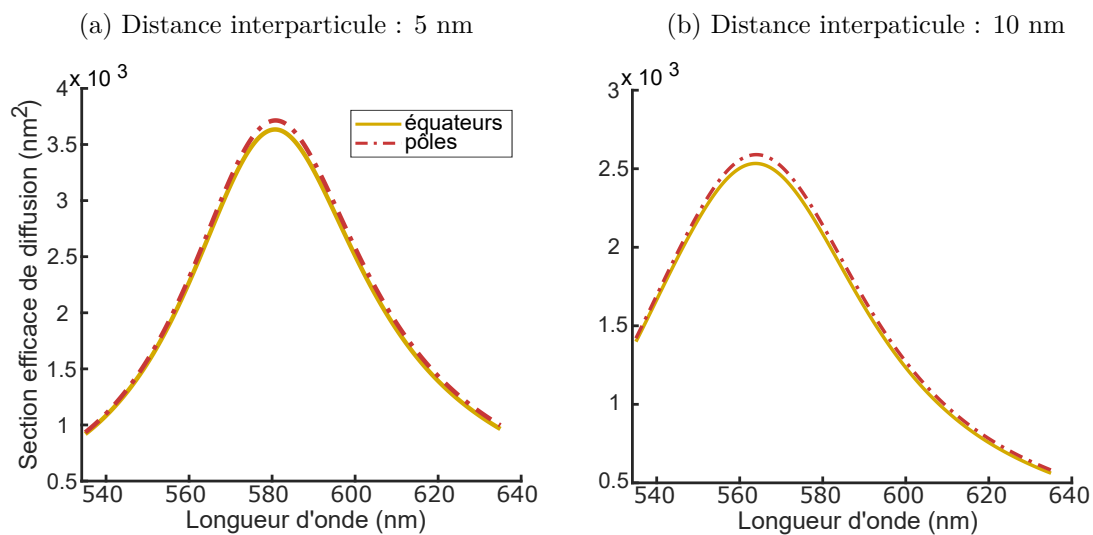 (a) Distance interparticule : 5 nm
(b) Distance interpaticule : 10 nm
x 10 3
4
3.5
3
2.5
2
1.5
1
0.5
Section efficace de diffusion (nm2)
équateurs
pôles
540 560 580 600 620 640
Longueur d'onde (nm)
x 10 3
3
2.5
2
1.5
1
0.5
540 560 580 600 620 640
Longueur d'onde (nm)